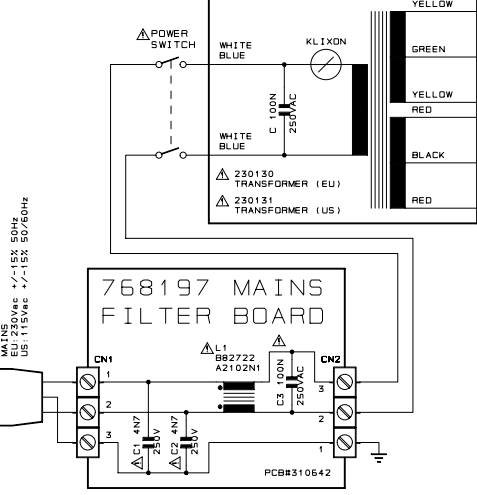 YELLOW
POWER
SWITCH
WHITE
BLUE
KLIXON
GREEN
YELLOW
RED
C 100N
250VAC
WHITE
BLUE
BLACK
230130
TRANSFORMER (EU)
230131
TRANSFORMER (US)
RED
MAINS
EU:230Vac +/-15% 50Hz
US:115Vac +/-15% 50/60Hz
768197 MAINS
FILTER BOARD
CN1
L1
B82722
A2102N1
CN2
1
C3 100N
250VAC
3
2
2
3
C1 4N7
250V
C2 4N7
250V
1
PCB#310642